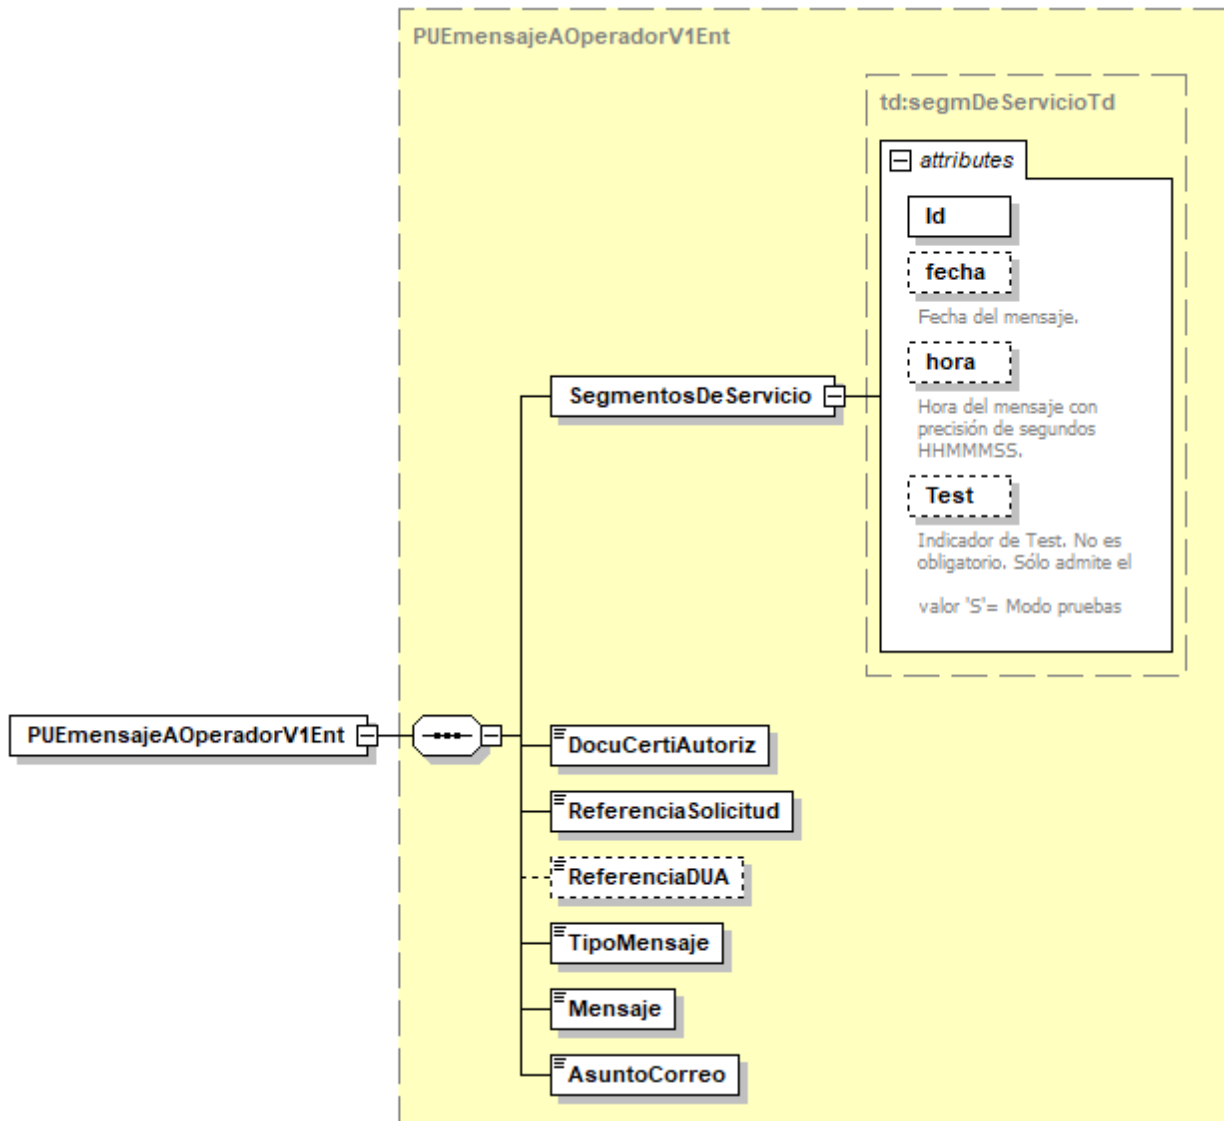 PUEmensajeAOperadorV1Ent
td:segmDeServicioTd
attributes
Id
fecha
Fecha del mensaje.
hora
Hora del mensaje con
precisión de segundos
HHMMMSS.
Test
Indicador de Test. No es
obligatorio. Sólo admite el
valor 'S'= Modo pruebas
SegmentosDeServicio
PUEmensajeAOperadorV1Ent
DocuCertiAutoriz
ReferenciaSolicitud
ReferenciaDUA
TipoMensaje
Mensaje
AsuntoCorreo